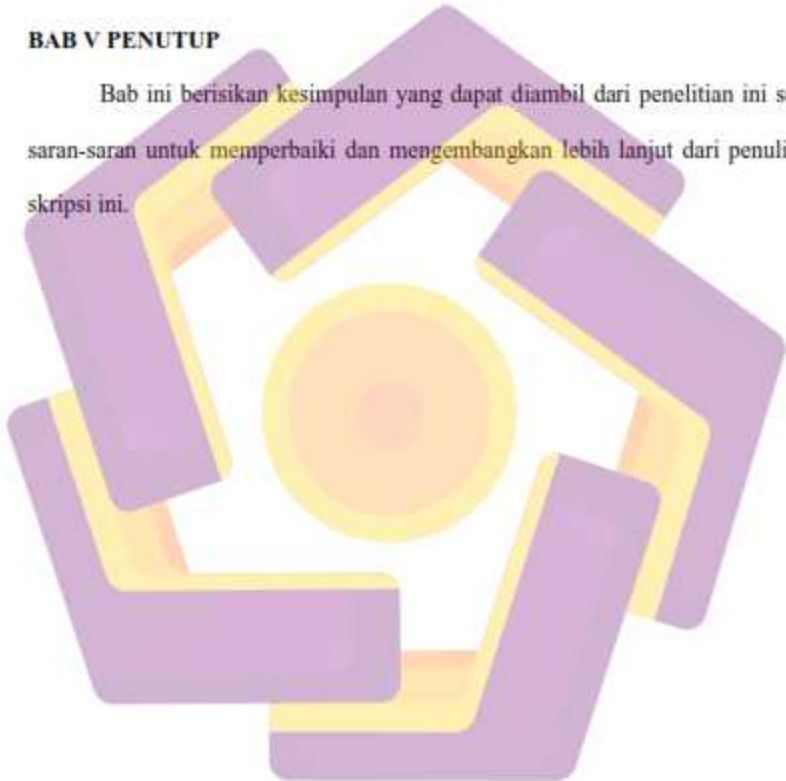 BAB V PENUTUP
Bab ini berisikan kesimpulan yang dapat diambil dari penelitian ini
saran-saran untuk memperbaiki dan mengembangkan lebih lanjut dari
skripsi ini.